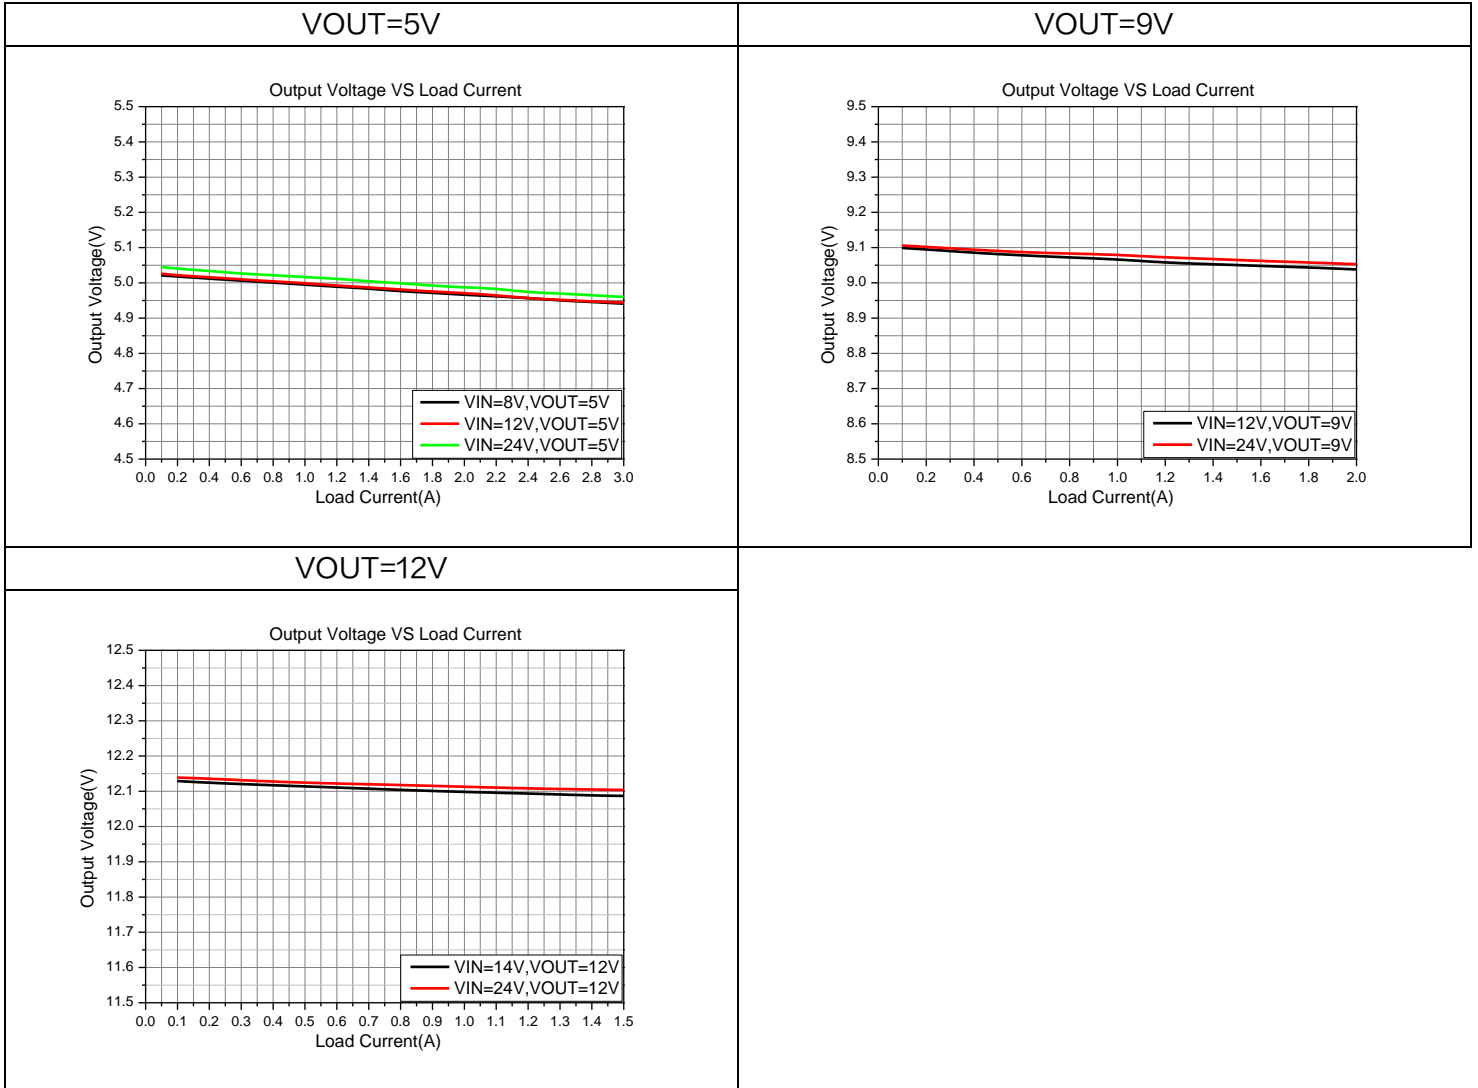 VOUT=5V
VOUT=9V
Output Voltage VS Load Current
5.5
5.4
5.3
5.2
5.1
5.0
4.9
4.8
4.7
4.6
4.5
Output Voltage(V)
VIN=8V,VOUT=5V
VIN=12V,VOUT=5V
VIN=24V,VOUT=5V
0.0 0.2 0.4 0.6 0.8 1.0 1.2 1.4 1.6 1.8 2.0 2.2 2.4 2.6 2.8 3.0
Load Current(A)
Output Voltage VS Load Current
9.5
9.4
9.3
9.2
9.1
9.0
8.9
8.8
8.7
8.6
8.5
Output Voltage(V)
VIN=12V,VOUT=9V
VIN=24V,VOUT=9V
0.0 0.2 0.4 0.6 0.8 1.0 1.2 1.4 1.6 1.8 2.0
Load Current(A)
VOUT=12V
Output Voltage VS Load Current
12.5
12.4
12.3
12.2
12.1
12.0
11.9
11.8
11.7
11.6
11.5
Output Voltage(V)
VIN=14V,VOUT=12V
VIN=24V,VOUT=12V
0.0 0.1 0.2 0.3 0.4 0.5 0.6 0.7 0.8 0.9 1.0 1.1 1.2 1.3 1.4 1.5
Load Current(A)